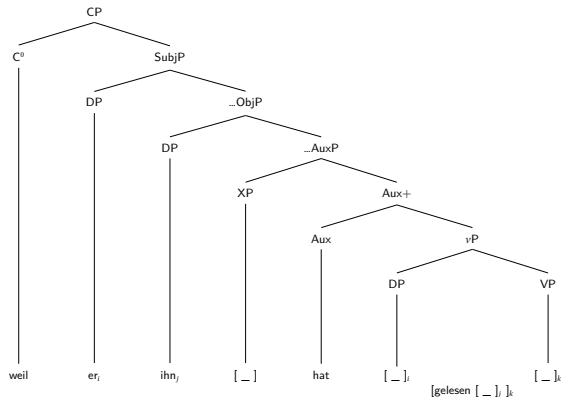 CP
C⁰ SubjP
DP ...ObjP
DP ...AuxP
XP Aux+
Aux vP
DP VP
weil erᵢ ihnⱼ [ _ ] hat [ _ ]ᵢ [ _ ]ₖ
[gelesen [ _ ]ⱼ ]ₖ